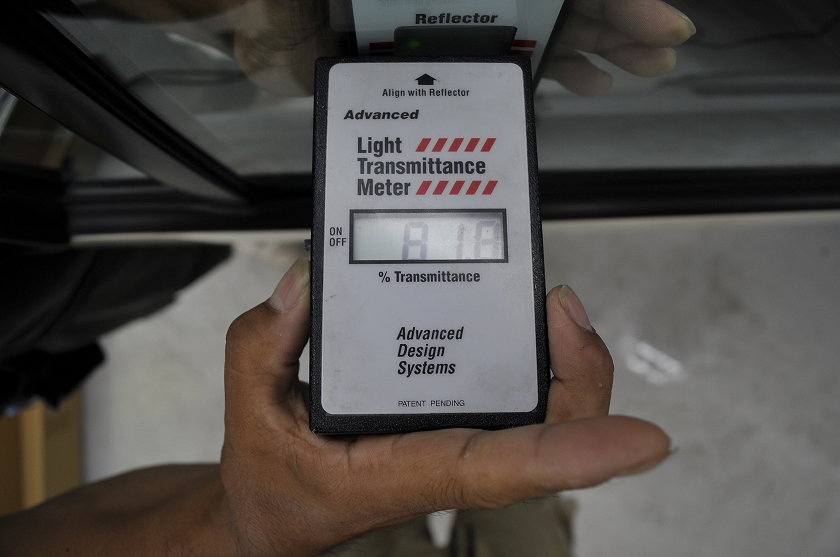 Reflector
Align with Reflector
Advanced
Light
Transmittance
Meter
ON
OFF
% Transmittance
Advanced
Design
Systems
PATENT PENDING